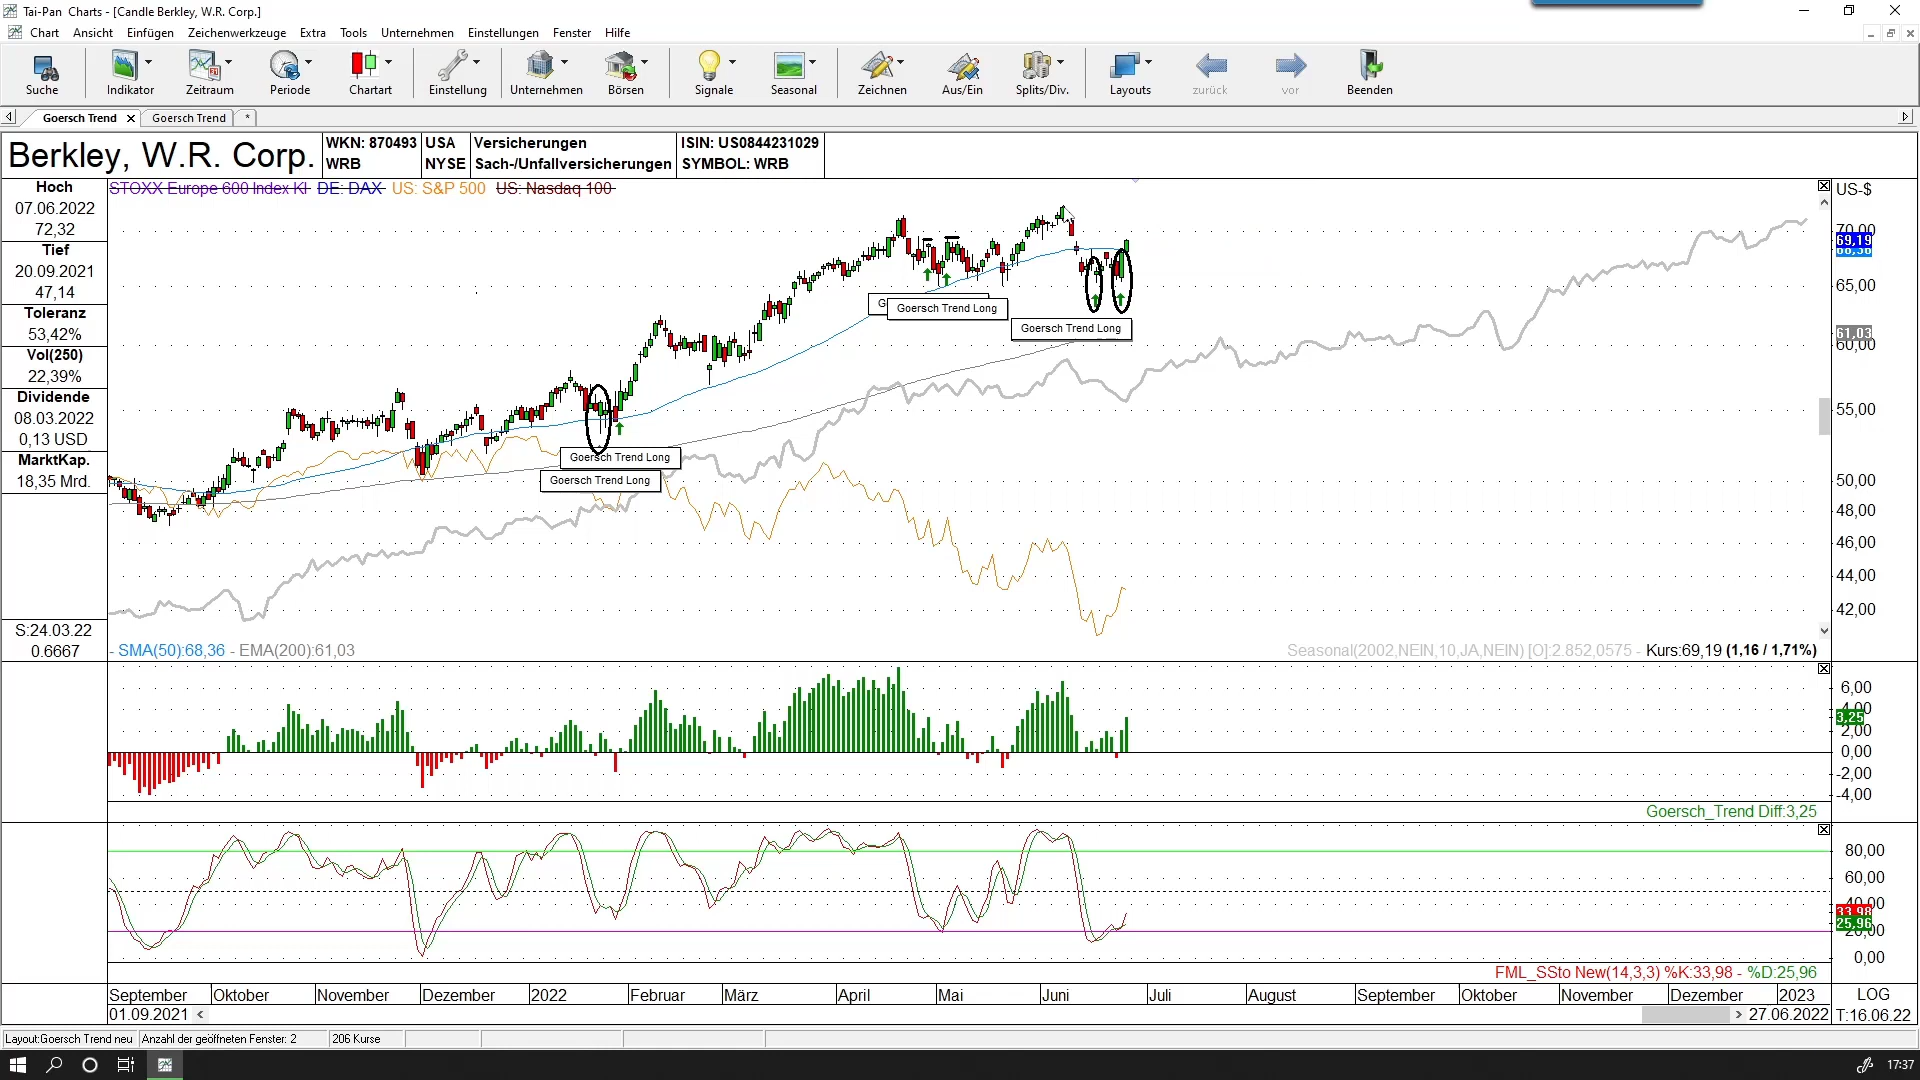 Tai-Pan Charts - [Candle Berkley, W.R. Corp.]
Chart Ansicht Einfügen Zeichenwerkzeuge Extra Tools Unternehmen Einstellungen Fenster Hilfe
Suche Indikator Zeitraum Periode Chartart Einstellung Unternehmen Börsen Signale Seasonal Zeichnen Aus/Ein Splits/Div. Layouts zurück vor Beenden
Goersch Trend Goersch Trend *
Berkley, W.R. Corp.
WKN: 870493 USA Versicherungen ISIN: US0844231029
WRB NYSE Sach-/Unfallversicherungen SYMBOL: WRB
Hoch
07.06.2022
72,32
Tief
20.09.2021
47,14
Toleranz
53,42%
Vol(250)
22,39%
Dividende
08.03.2022
0,13 USD
MarktKap.
18,35 Mrd.
S:24.03.22
0.6667
STOXX Europe 600 Index KI DE: DAX US: S&P 500 US: Nasdaq 100
US-$
70,00
69,19
68,36
65,00
61,03
60,00
55,00
50,00
48,00
46,00
44,00
42,00
G
Goersch Trend Long
Goersch Trend Long
Goersch Trend Long
Goersch Trend Long
- SMA(50):68,36 - EMA(200):61,03
Seasonal(2002,NEIN,10,JA,NEIN) [O]:2.852,0575 - Kurs:69,19 (1,16 / 1,71%)
6,00
4,00
3,25
2,00
0,00
-2,00
-4,00
Goersch_Trend Diff:3,25
80,00
60,00
40,00
33,98
25,96
20,00
0,00
FML_SSto New(14,3,3) %K:33,98 - %D:25,96
September Oktober November Dezember 2022 Februar März April Mai Juni Juli August September Oktober November Dezember 2023 LOG
01.09.2021 27.06.2022 T:16.06.22
Layout:Goersch Trend neu Anzahl der geöffneten Fenster: 2 206 Kurse
17:37